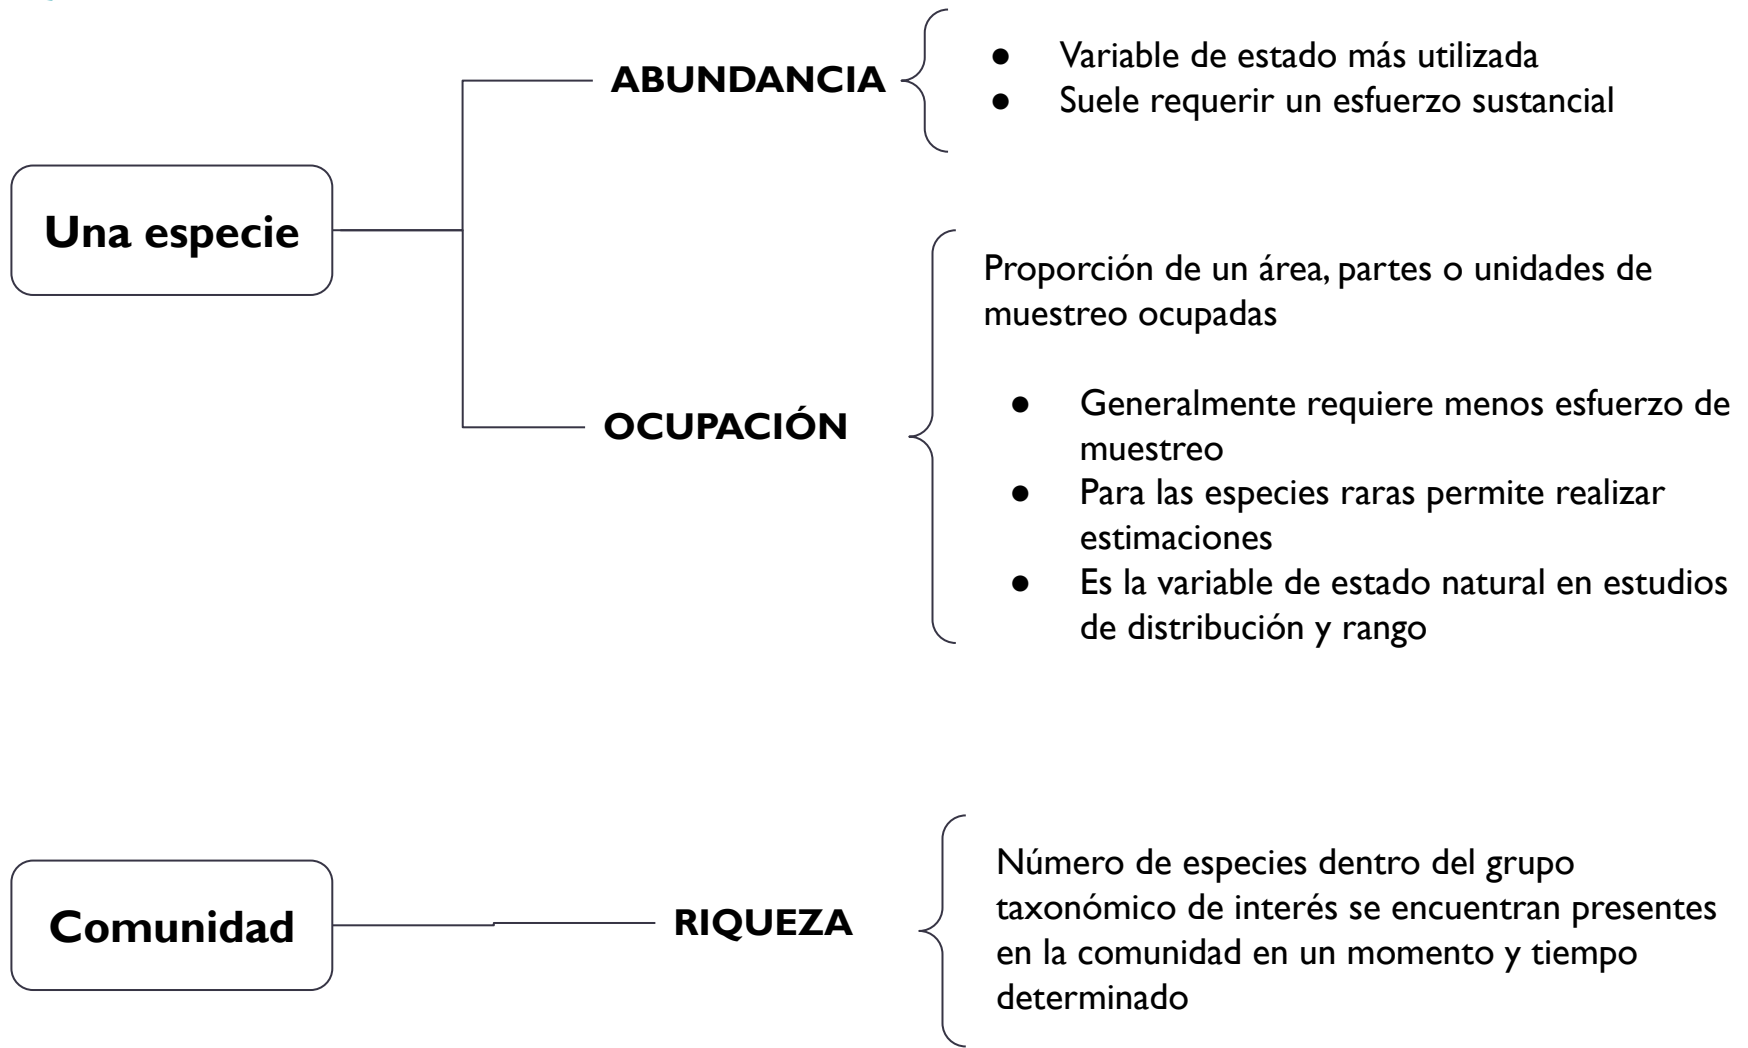 Una especie
ABUNDANCIA
● Variable de estado más utilizada
● Suele requerir un esfuerzo sustancial
OCUPACIÓN
Proporción de un área, partes o unidades de
muestreo ocupadas
● Generalmente requiere menos esfuerzo de
muestreo
● Para las especies raras permite realizar
estimaciones
● Es la variable de estado natural en estudios
de distribución y rango
Comunidad
RIQUEZA
Número de especies dentro del grupo
taxonómico de interés se encuentran presentes
en la comunidad en un momento y tiempo
determinado